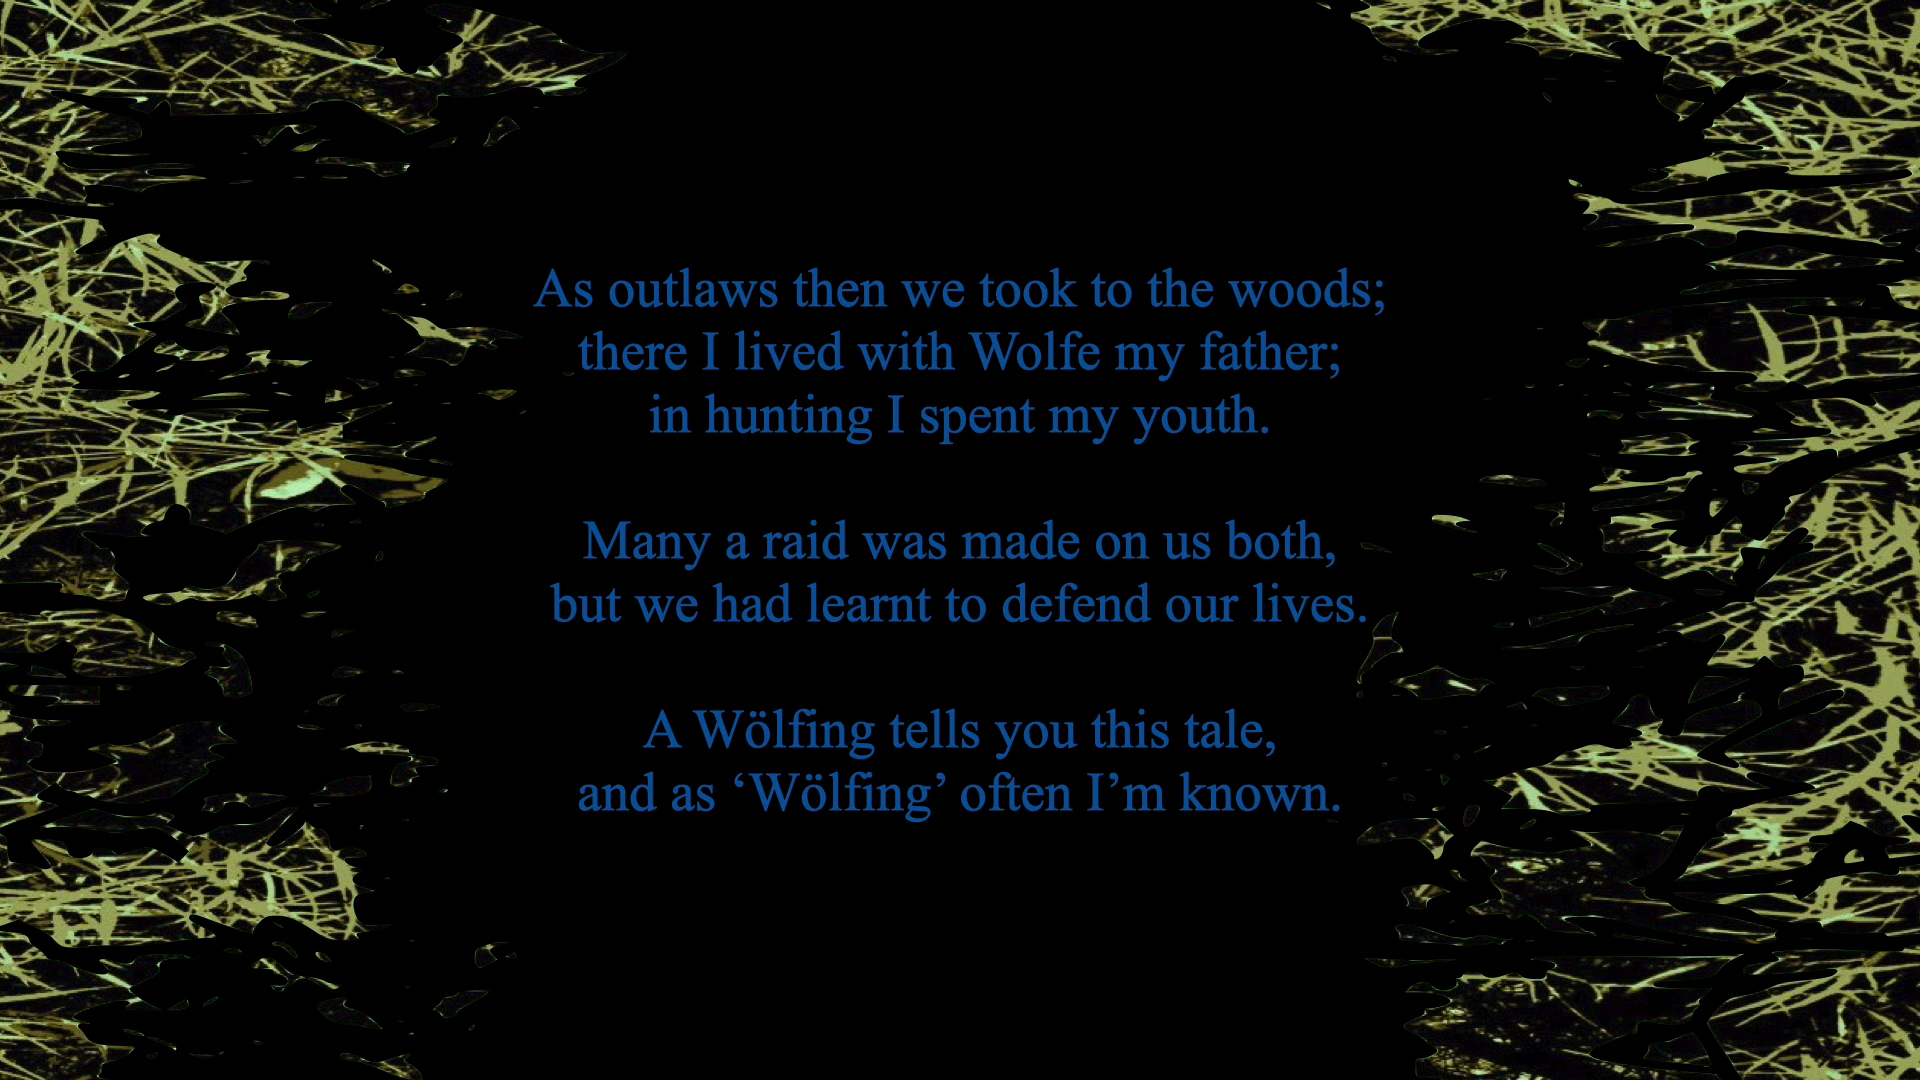 As outlaws then we took to the woods;
there I lived with Wolfe my father;
in hunting I spent my youth.
Many a raid was made on us both,
but we had learnt to defend our lives.
A Wölfing tells you this tale,
and as ‘Wölfing’ often I’m known.